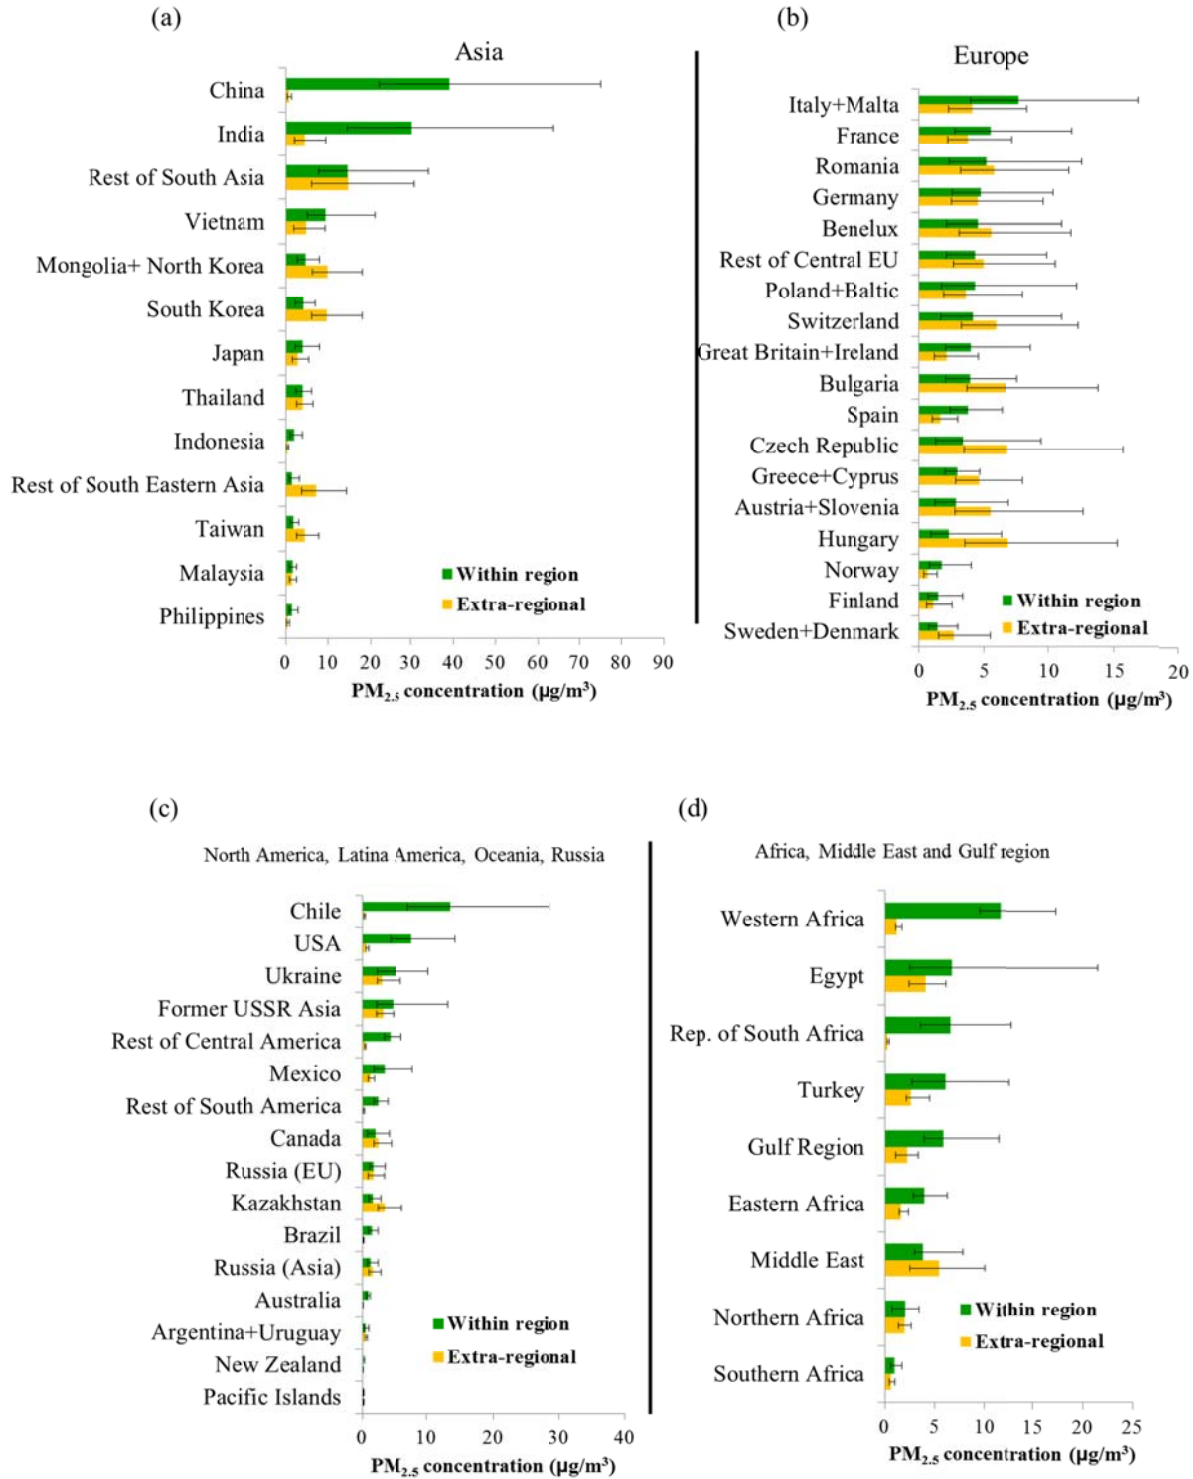 (a)
Asia
China
India
Rest of South Asia
Vietnam
Mongolia+ North Korea
South Korea
Japan
Thailand
Indonesia
Rest of South Eastern Asia
Taiwan
Malaysia
Philippines
Within region
Extra-regional
0 10 20 30 40 50 60 70 80 90
PM2.5 concentration (µg/m³)
(b)
Europe
Italy+Malta
France
Romania
Germany
Benelux
Rest of Central EU
Poland+Baltic
Switzerland
Great Britain+Ireland
Bulgaria
Spain
Czech Republic
Greece+Cyprus
Austria+Slovenia
Hungary
Norway
Finland
Sweden+Denmark
Within region
Extra-regional
0 5 10 15 20
PM2.5 concentration (µg/m³)
(c)
North America, Latina America, Oceania, Russia
Chile
USA
Ukraine
Former USSR Asia
Rest of Central America
Mexico
Rest of South America
Canada
Russia (EU)
Kazakhstan
Brazil
Russia (Asia)
Australia
Argentina+Uruguay
New Zealand
Pacific Islands
Within region
Extra-regional
0 10 20 30 40
PM2.5 concentration (µg/m³)
(d)
Africa, Middle East and Gulf region
Western Africa
Egypt
Rep. of South Africa
Turkey
Gulf Region
Eastern Africa
Middle East
Northern Africa
Southern Africa
Within region
Extra-regional
0 5 10 15 20 25
PM2.5 concentration (µg/m³)